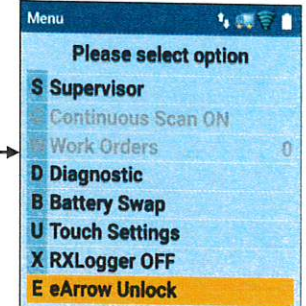 Menu
Please select option
S Supervisor
Continuous Scan ON
Work Orders 0
D Diagnostic
B Battery Swap
U Touch Settings
X RXLogger OFF
E eArrow Unlock